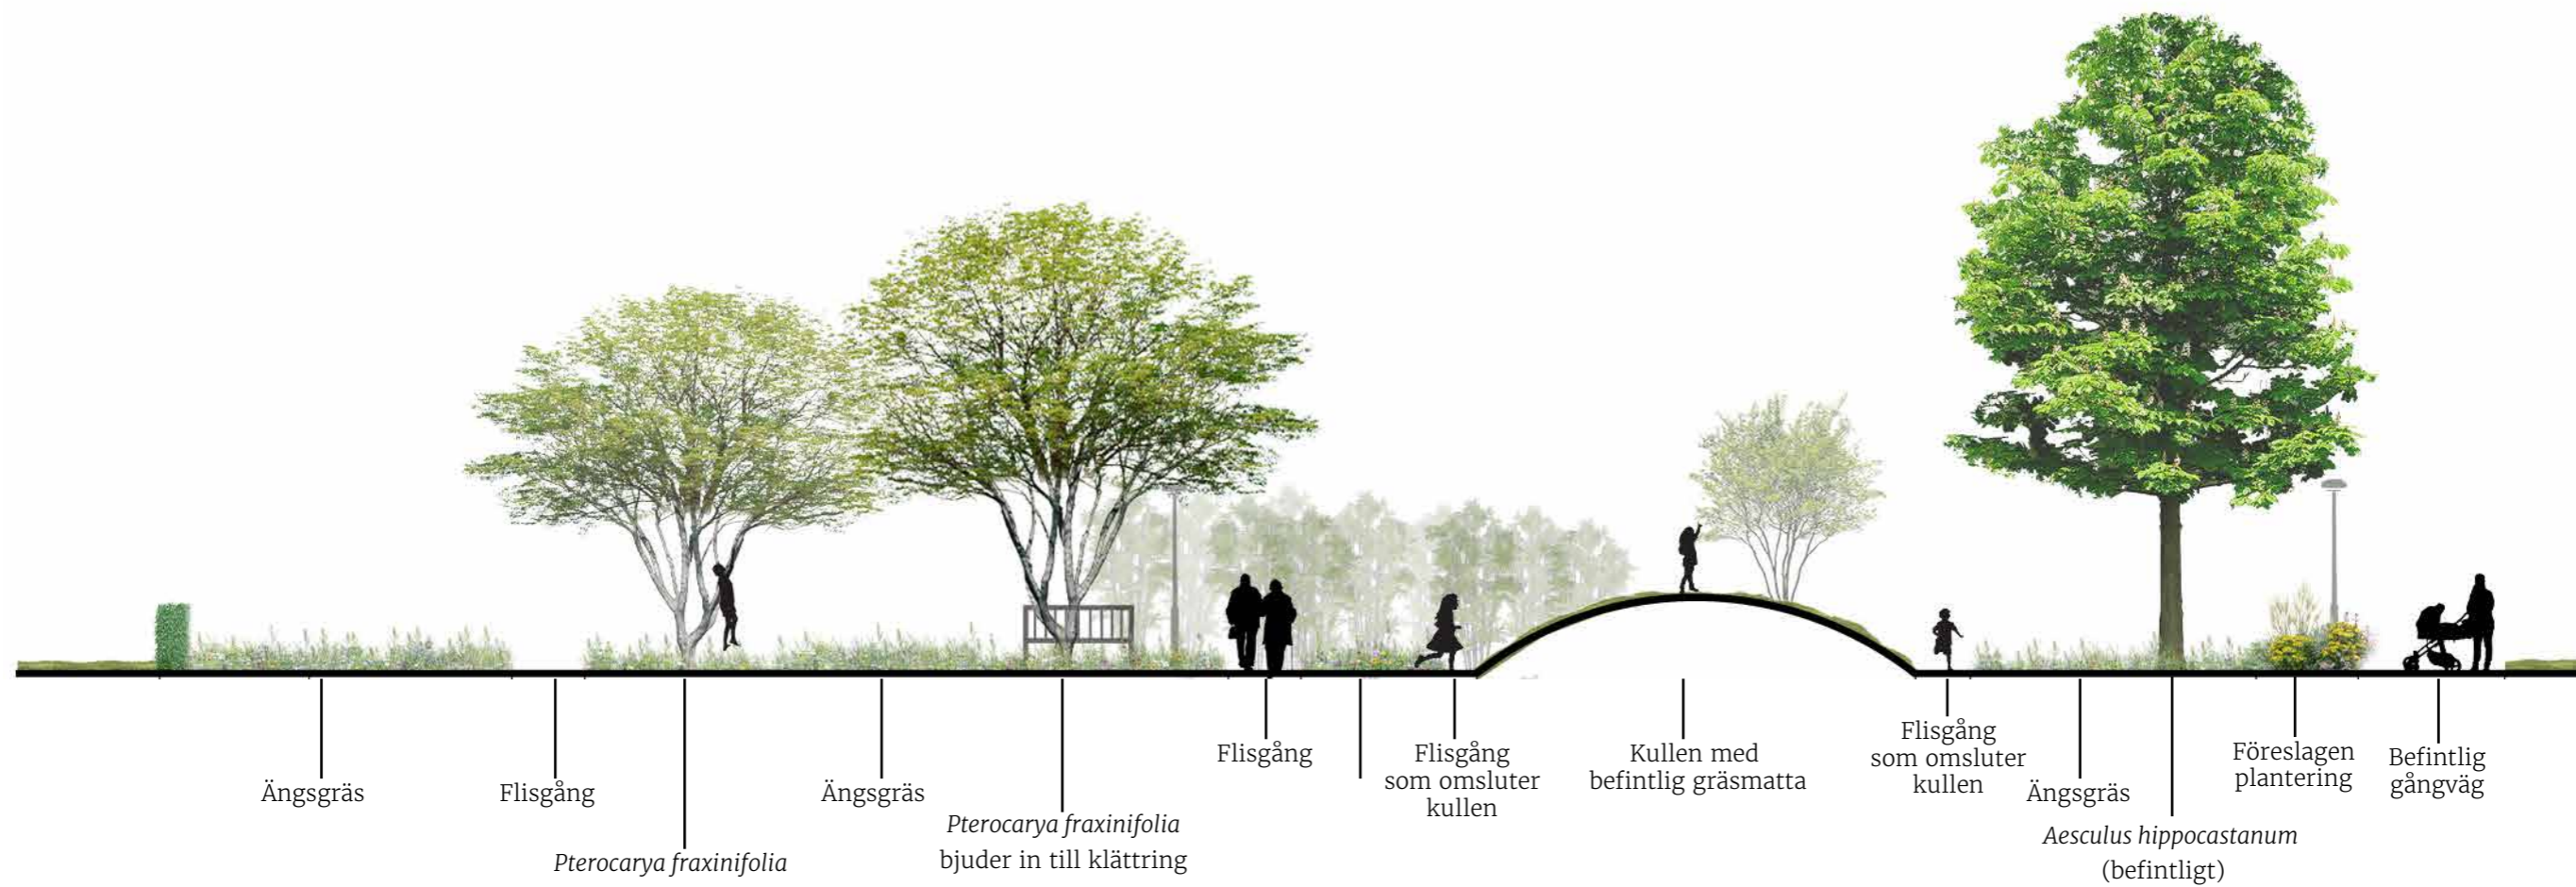 Ängsgräs
Flisgång
Pterocarya fraxinifolia
Ängsgräs
Pterocarya fraxinifolia
bjuder in till klättring
Flisgång
Flisgång
som omsluter
kullen
Kullen med
befintlig gräsmatta
Flisgång
som omsluter
kullen
Ängsgräs
Aesculus hippocastanum
(befintligt)
Föreslagen
plantering
Befintlig
gångväg